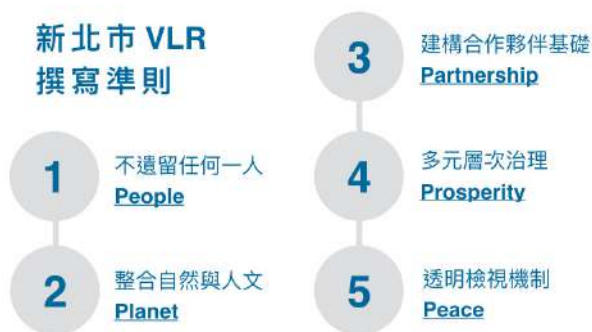 新北市 VLR
撰寫準則
1
不遺留任何一人
People
2
整合自然與人文
Planet
3
建構合作夥伴基礎
Partnership
4
多元層次治理
Prosperity
5
透明檢視機制
Peace